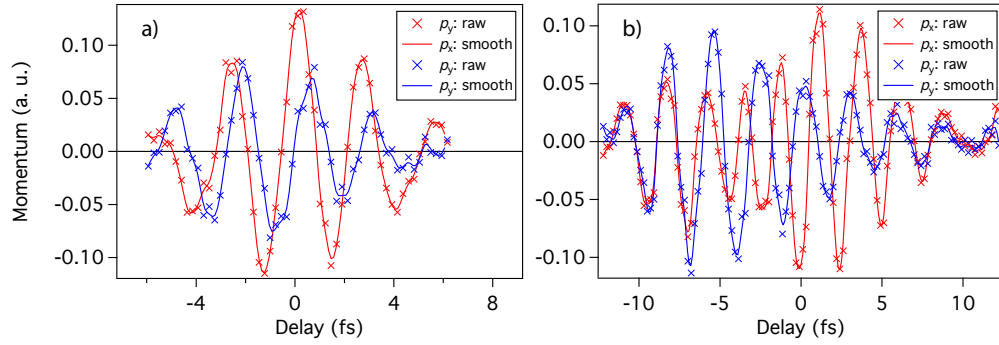 a)
p_y: raw
p_x: smooth
p_y: raw
p_y: smooth
Momentum (a. u.)
0.10
0.05
0.00
-0.05
-0.10
-4
0
4
8
Delay (fs)
b)
p_x: raw
p_x: smooth
p_y: raw
p_y: smooth
0.10
0.05
0.00
-0.05
-0.10
-10
-5
0
5
10
Delay (fs)